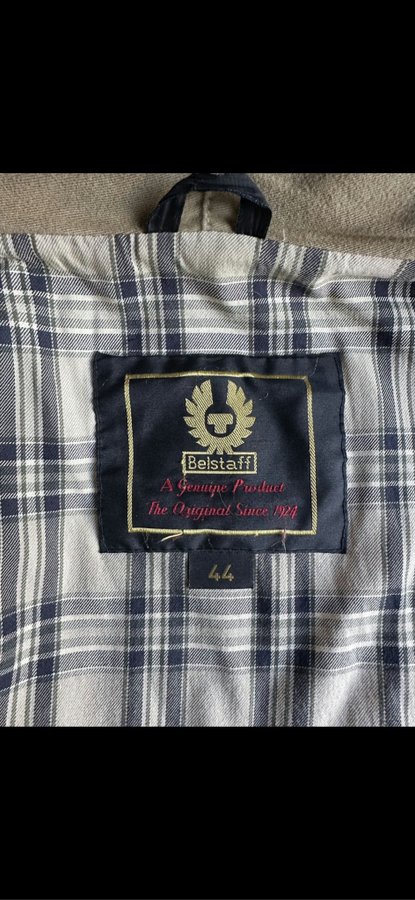 Belstaff
A Genuine Product
The Original Since 1924
44